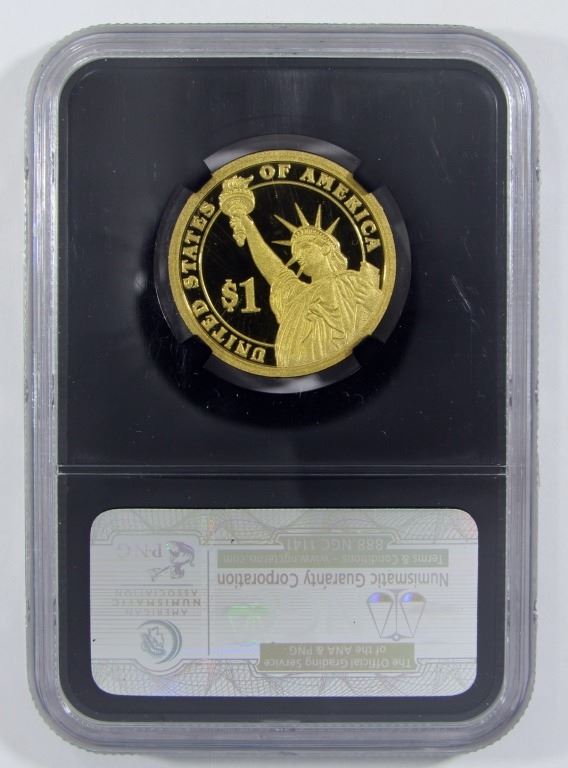 UNITED STATES OF AMERICA
$1
The Official Grading Service
of the ANA & PNG
Numismatic Guaranty Corporation
Terms & Conditions – www.ngcterms.com
888 NGC 1141
AMERICAN
NUMISMATIC
ASSOCIATION
PNG